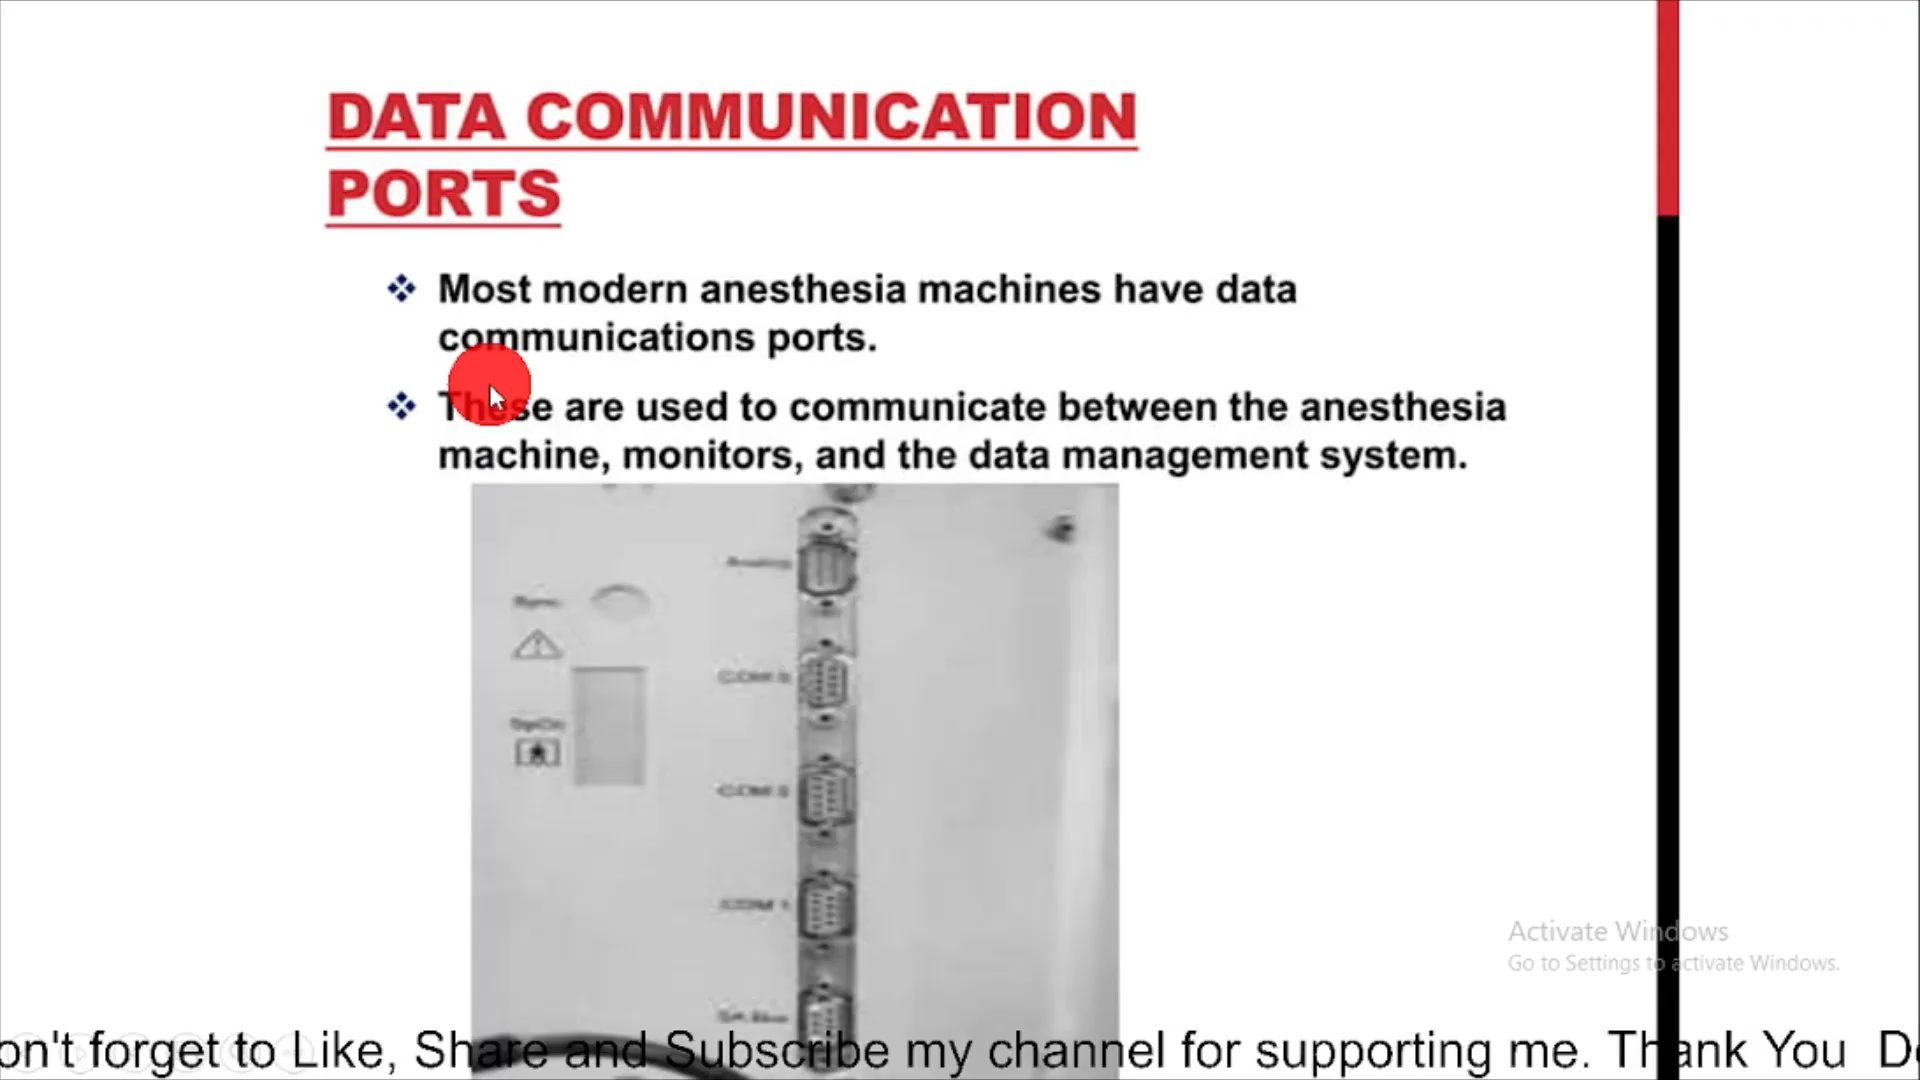 DATA COMMUNICATION
PORTS
Most modern anesthesia machines have data
communications ports.
These are used to communicate between the anesthesia
machine, monitors, and the data management system.
COM 1
Activate Windows
Go to Settings to activate Windows.
on't forget to Like, Share and Subscribe my channel for supporting me. Thank You D